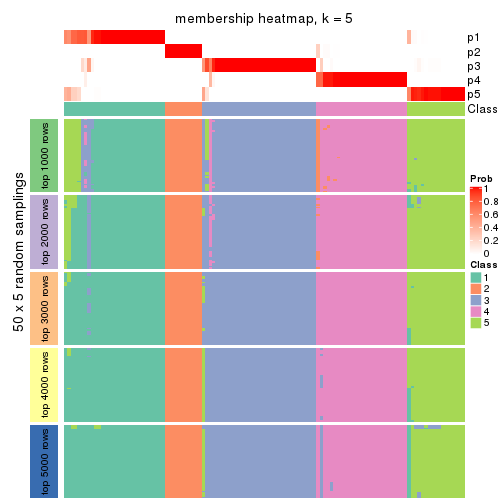 membership heatmap, k = 5
p1
p2
p3
p4
p5
Class
50 x 5 random samplings
top 1000 rows
top 2000 rows
top 3000 rows
top 4000 rows
top 5000 rows
Prob
1
0.8
0.6
0.4
0.2
0
Class
1
2
3
4
5